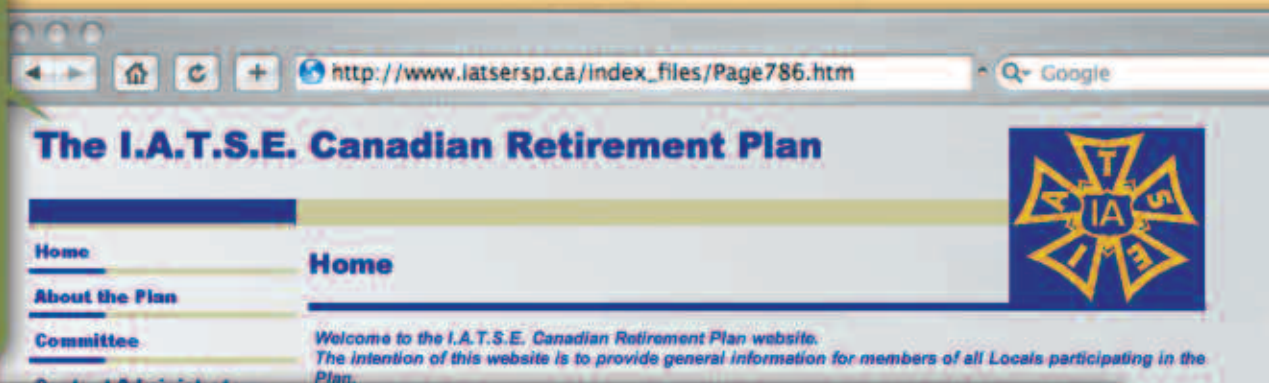 http://www.iatsersp.ca/index_files/Page786.htm
Google
The I.A.T.S.E. Canadian Retirement Plan
I A T S E
IA
Home
Home
About the Plan
Committee
Welcome to the I.A.T.S.E. Canadian Retirement Plan website.
The intention of this website is to provide general information for members of all Locals participating in the
Plan.